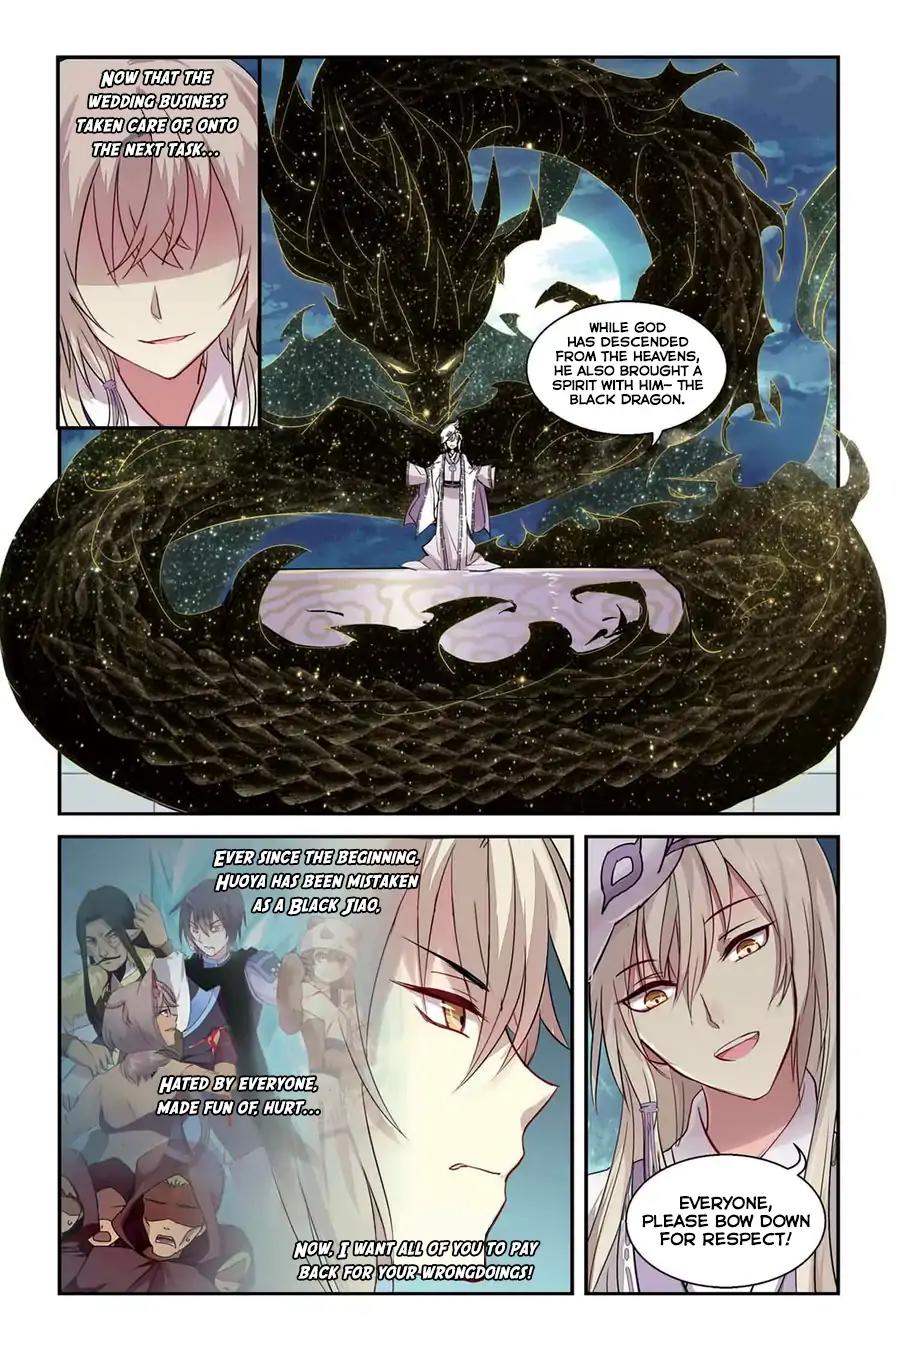 NOW THAT THE
WEDDING BUSINESS
TAKEN CARE OF, ONTO
THE NEXT TASK...
WHILE GOD
HAS DESCENDED
FROM THE HEAVENS,
HE ALSO BROUGHT A
SPIRIT WITH HIM– THE
BLACK DRAGON.
EVER SINCE THE BEGINNING,
HUOYA HAS BEEN MISTAKEN
AS A BLACK JIAO,
HATED BY EVERYONE,
MADE FUN OF, HURT...
NOW, I WANT ALL OF YOU TO PAY
BACK FOR YOUR WRONGDOINGS!
EVERYONE,
PLEASE BOW DOWN
FOR RESPECT!